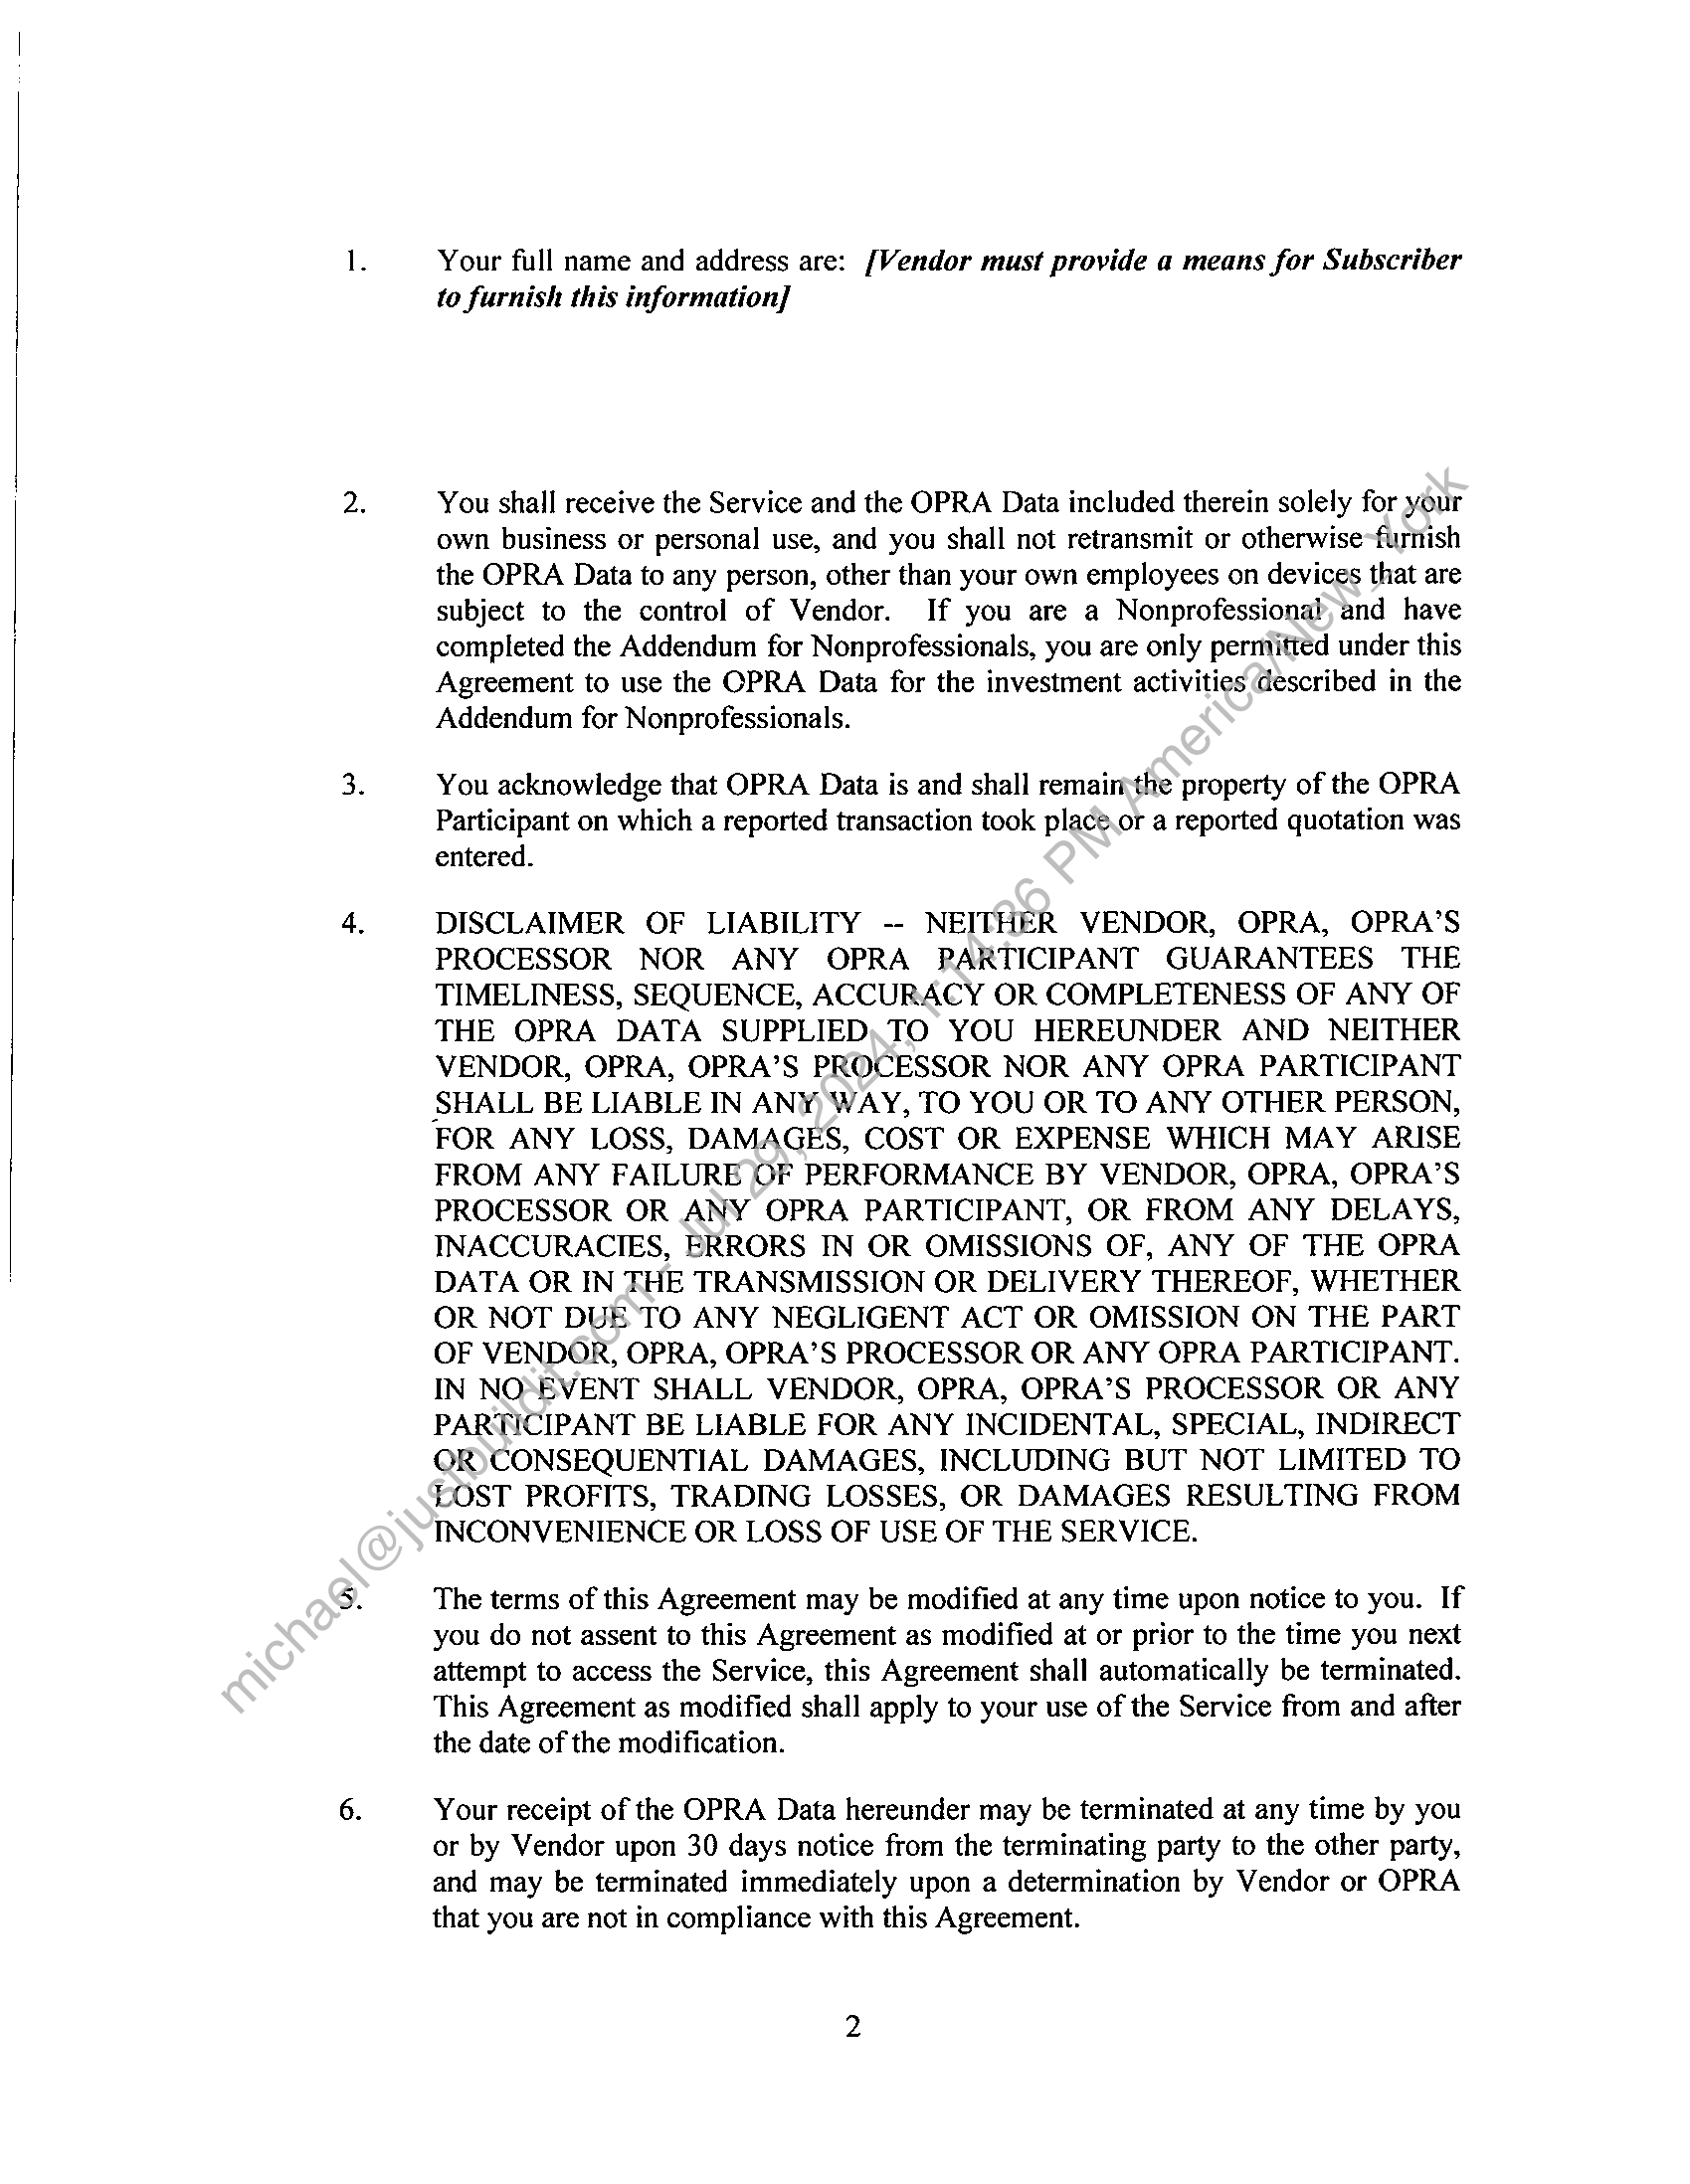 1. Your full name and address are: [Vendor must provide a means for Subscriber
to furnish this information]
2. You shall receive the Service and the OPRA Data included therein solely for your
own business or personal use, and you shall not retransmit or otherwise furnish
the OPRA Data to any person, other than your own employees on devices that are
subject to the control of Vendor. If you are a Nonprofessional and have
completed the Addendum for Nonprofessionals, you are only permitted under this
Agreement to use the OPRA Data for the investment activities described in the
Addendum for Nonprofessionals.
3. You acknowledge that OPRA Data is and shall remain the property of the OPRA
Participant on which a reported transaction took place or a reported quotation was
entered.
4. DISCLAIMER OF LIABILITY -- NEITHER VENDOR, OPRA, OPRA'S
PROCESSOR NOR ANY OPRA PARTICIPANT GUARANTEES THE
TIMELINESS, SEQUENCE, ACCURACY OR COMPLETENESS OF ANY OF
THE OPRA DATA SUPPLIED TO YOU HEREUNDER AND NEITHER
VENDOR, OPRA, OPRA'S PROCESSOR NOR ANY OPRA PARTICIPANT
SHALL BE LIABLE IN ANY WAY, TO YOU OR TO ANY OTHER PERSON,
FOR ANY LOSS, DAMAGES, COST OR EXPENSE WHICH MAY ARISE
FROM ANY FAILURE OF PERFORMANCE BY VENDOR, OPRA, OPRA'S
PROCESSOR OR ANY OPRA PARTICIPANT, OR FROM ANY DELAYS,
INACCURACIES, ERRORS IN OR OMISSIONS OF, ANY OF THE OPRA
DATA OR IN THE TRANSMISSION OR DELIVERY THEREOF, WHETHER
OR NOT DUE TO ANY NEGLIGENT ACT OR OMISSION ON THE PART
OF VENDOR, OPRA, OPRA'S PROCESSOR OR ANY OPRA PARTICIPANT.
IN NO EVENT SHALL VENDOR, OPRA, OPRA'S PROCESSOR OR ANY
PARTICIPANT BE LIABLE FOR ANY INCIDENTAL, SPECIAL, INDIRECT
OR CONSEQUENTIAL DAMAGES, INCLUDING BUT NOT LIMITED TO
LOST PROFITS, TRADING LOSSES, OR DAMAGES RESULTING FROM
INCONVENIENCE OR LOSS OF USE OF THE SERVICE.
5. The terms of this Agreement may be modified at any time upon notice to you. If
you do not assent to this Agreement as modified at or prior to the time you next
attempt to access the Service, this Agreement shall automatically be terminated.
This Agreement as modified shall apply to your use of the Service from and after
the date of the modification.
6. Your receipt of the OPRA Data hereunder may be terminated at any time by you
or by Vendor upon 30 days notice from the terminating party to the other party,
and may be terminated immediately upon a determination by Vendor or OPRA
that you are not in compliance with this Agreement.
2
michael@justbuildit.com - Jul 29, 2024, 1:14:36 PM America/New_York